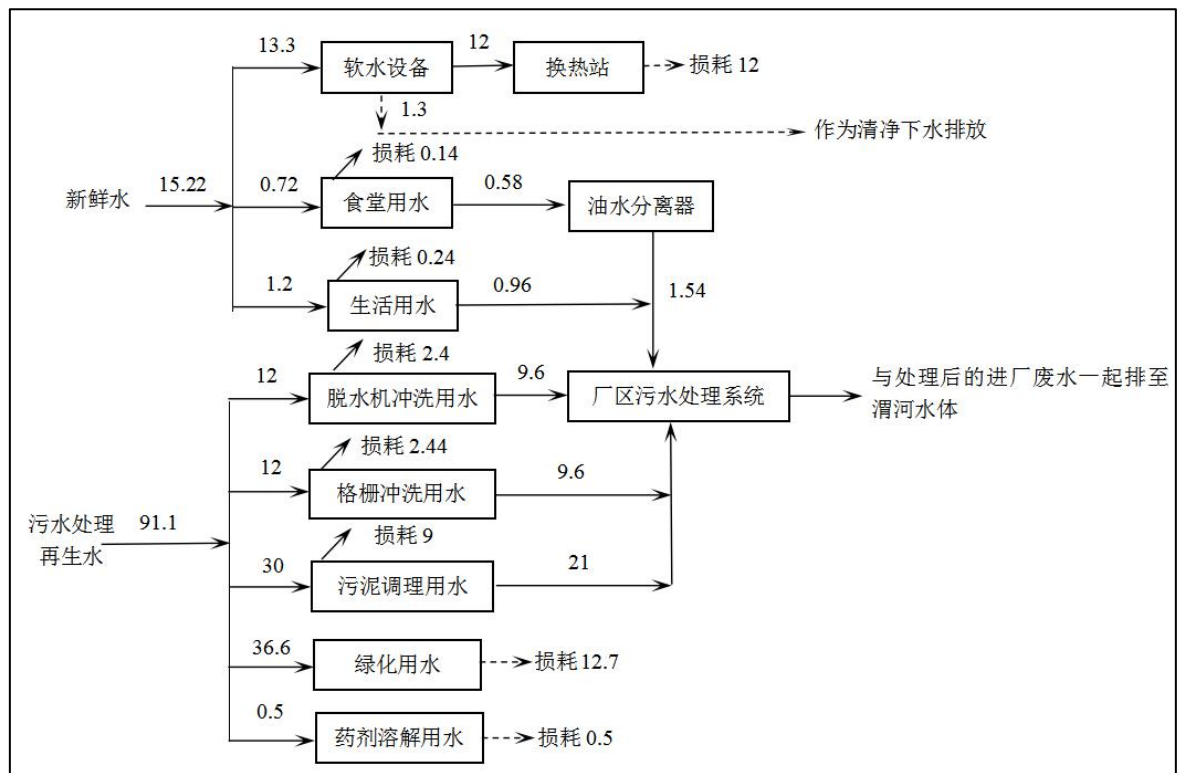 13.3
软水设备
12
换热站
损耗 12
1.3
作为清净下水排放
新鲜水
15.22
损耗 0.14
0.72
食堂用水
0.58
油水分离器
损耗 0.24
1.2
生活用水
0.96
1.54
损耗 2.4
12
脱水机冲洗用水
9.6
厂区污水处理系统
与处理后的进厂废水一起排至
渭河水体
损耗 2.44
12
格栅冲洗用水
9.6
污水处理
再生水
91.1
损耗 9
30
污泥调理用水
21
36.6
绿化用水
损耗 12.7
0.5
药剂溶解用水
损耗 0.5